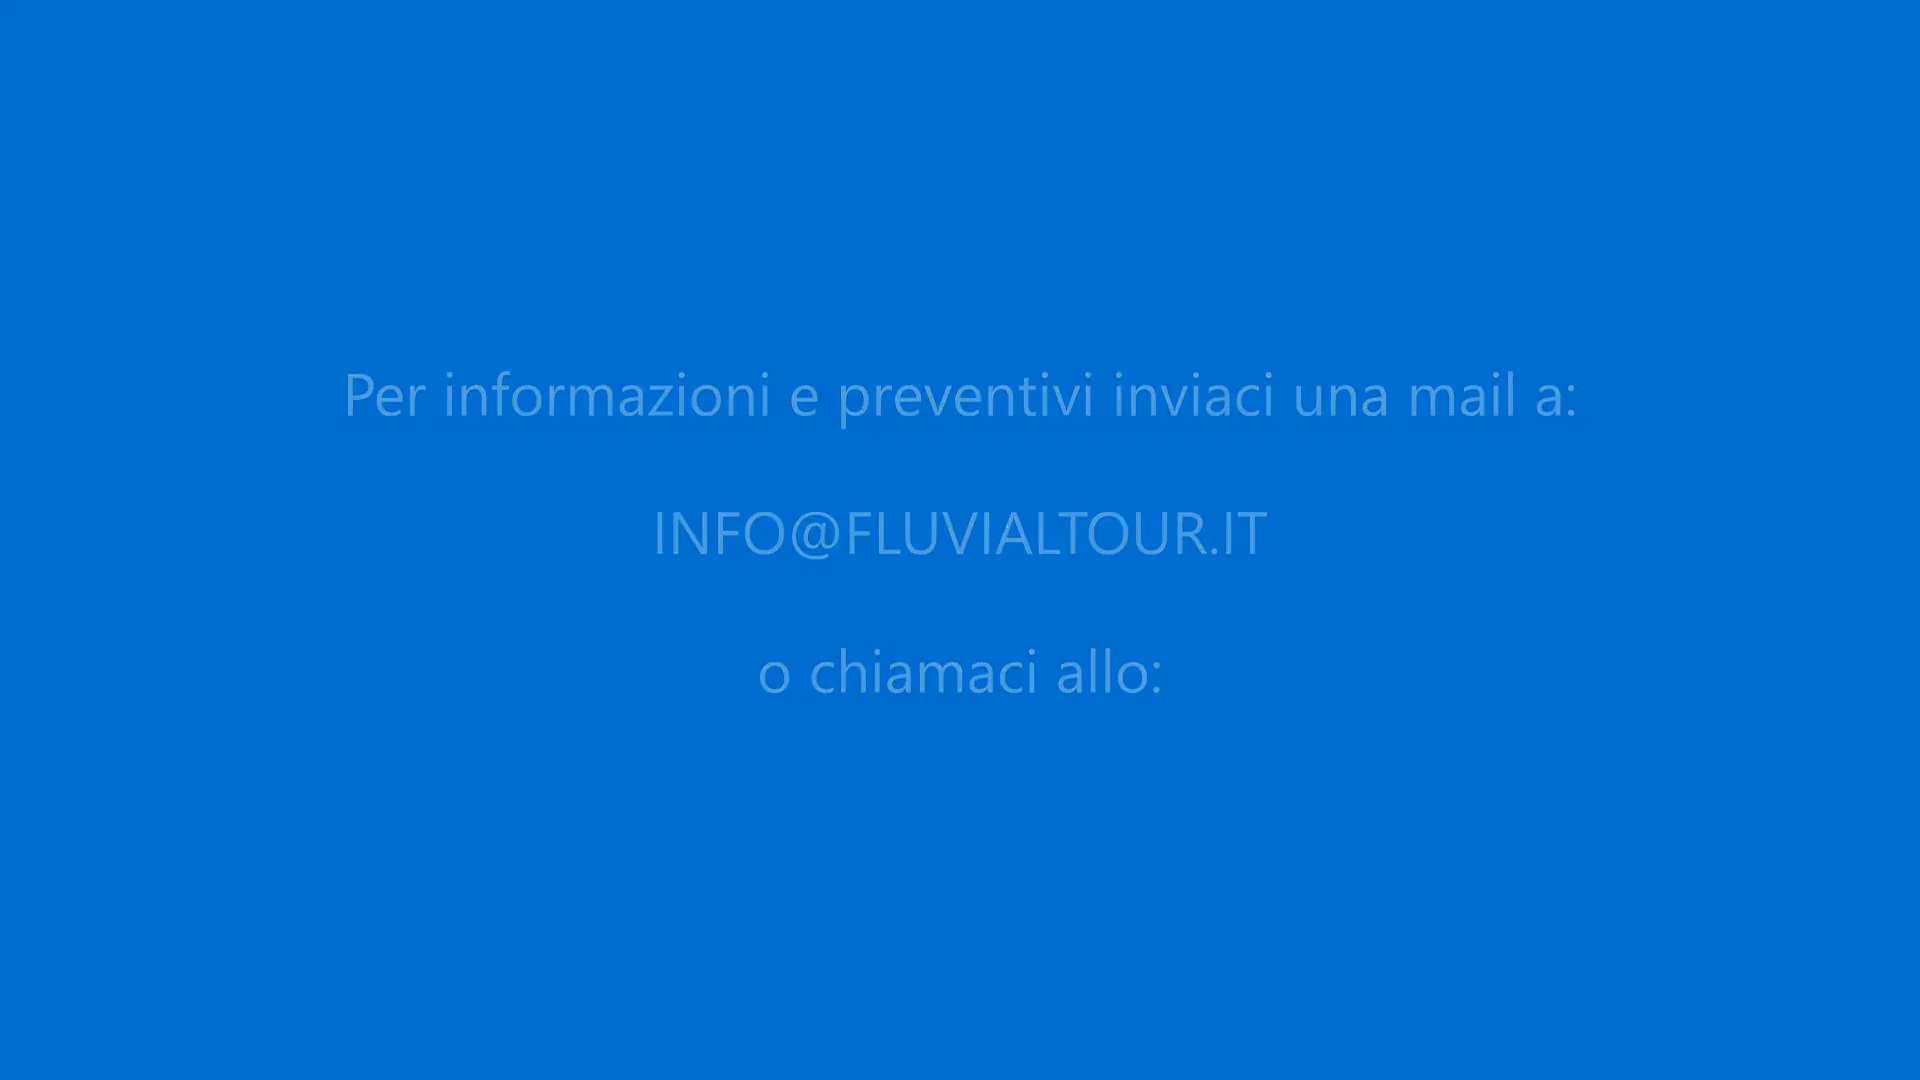 Per informazioni e preventivi inviaci una mail a:
INFO@FLUVIALTOUR.IT
o chiamaci allo: